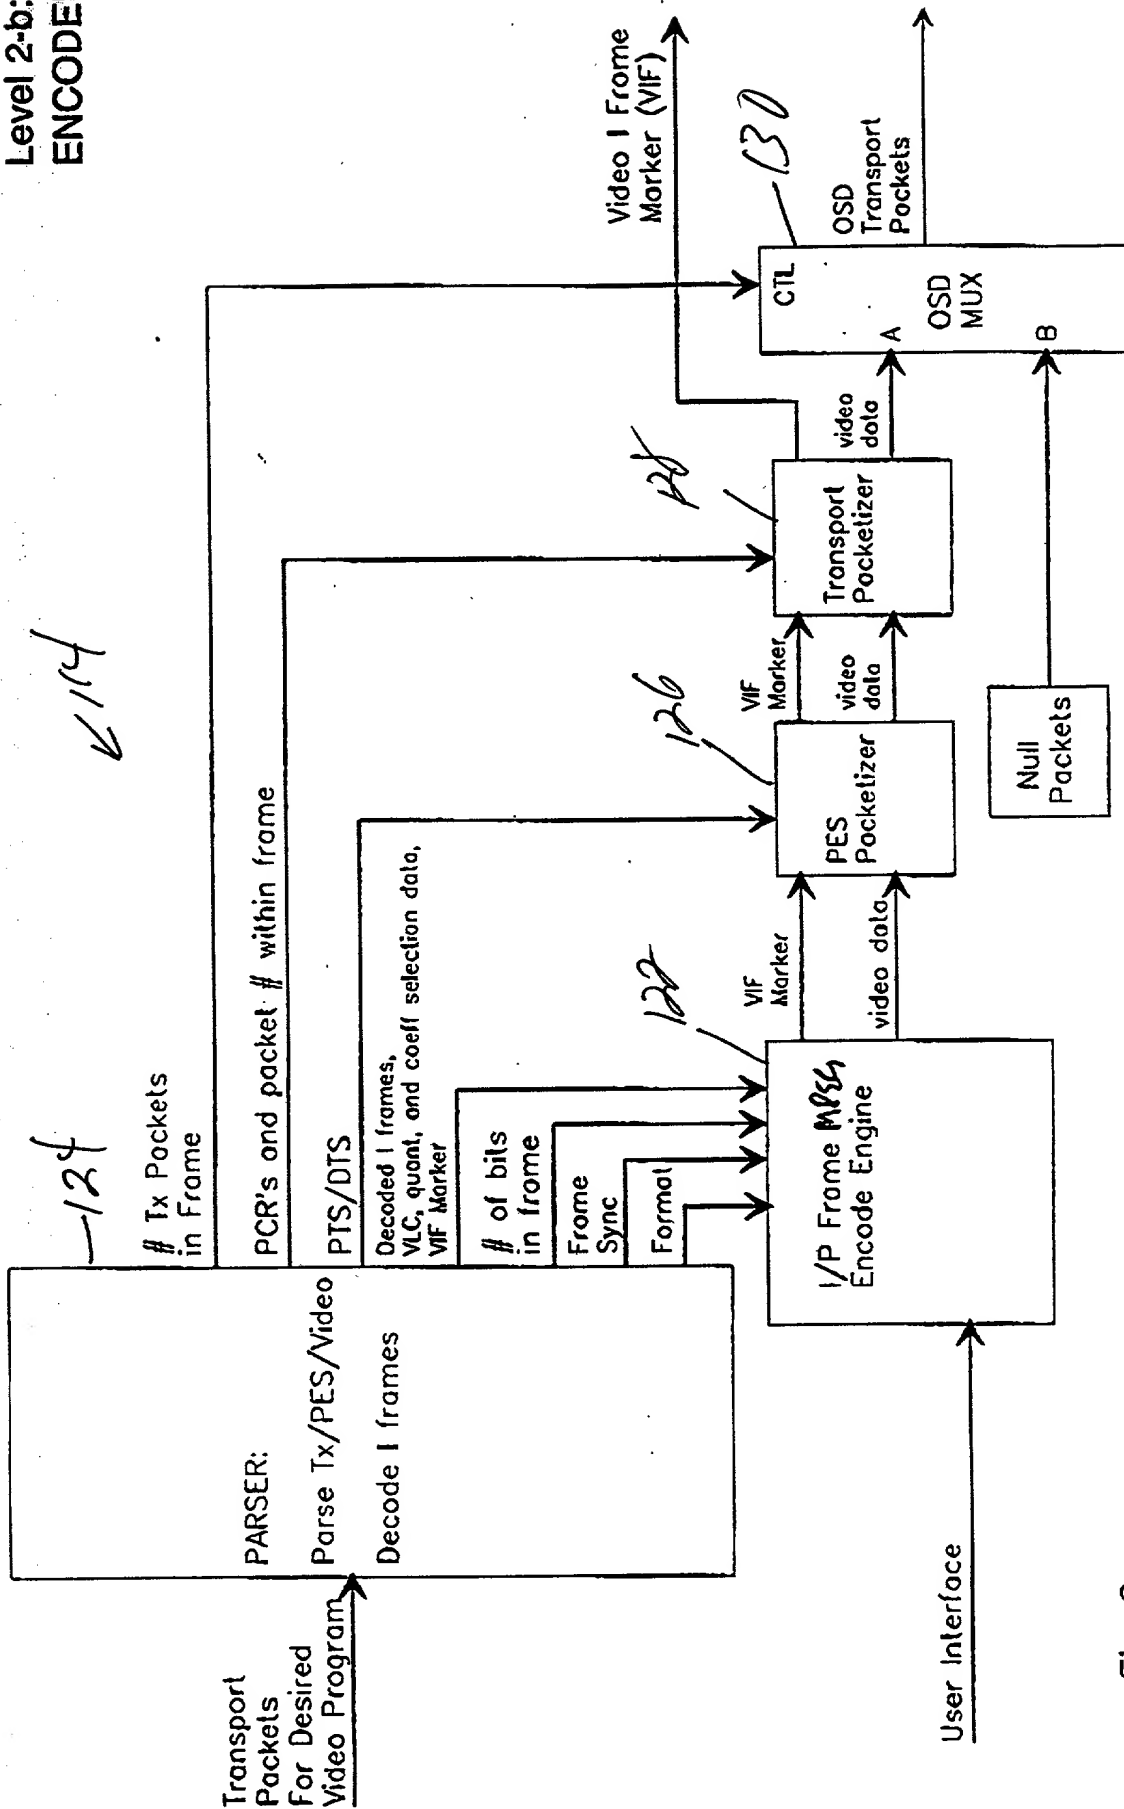 Level 2-b:
ENCODE
114
124
Transport
Packets
For Desired
Video Program
PARSER:
Parse Tx/PES/Video
Decode I frames
# Tx Packets
in Frame
PCR's and packet # within frame
PTS/DTS
Decoded I frames,
VLC, quant, and coeff selection data,
VIF Marker
# of bits
in frame
Frame
Sync
Format
User Interface
122
I/P Frame MPEG
Encode Engine
VIF
Marker
video data
126
PES
Packetizer
VIF
Marker
video
data
128
Transport
Packetizer
video
data
Null
Packets
Video I Frame
Marker (VIF)
130
CTL
A
OSD
MUX
B
OSD
Transport
Packets